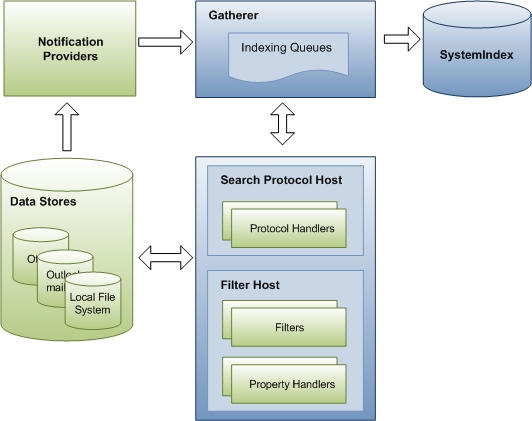 Notification
Providers
Gatherer
Indexing Queues
SystemIndex
Data Stores
mail
Local File
System
Search Protocol Host
Protocol Handlers
Filter Host
Filters
Property Handlers